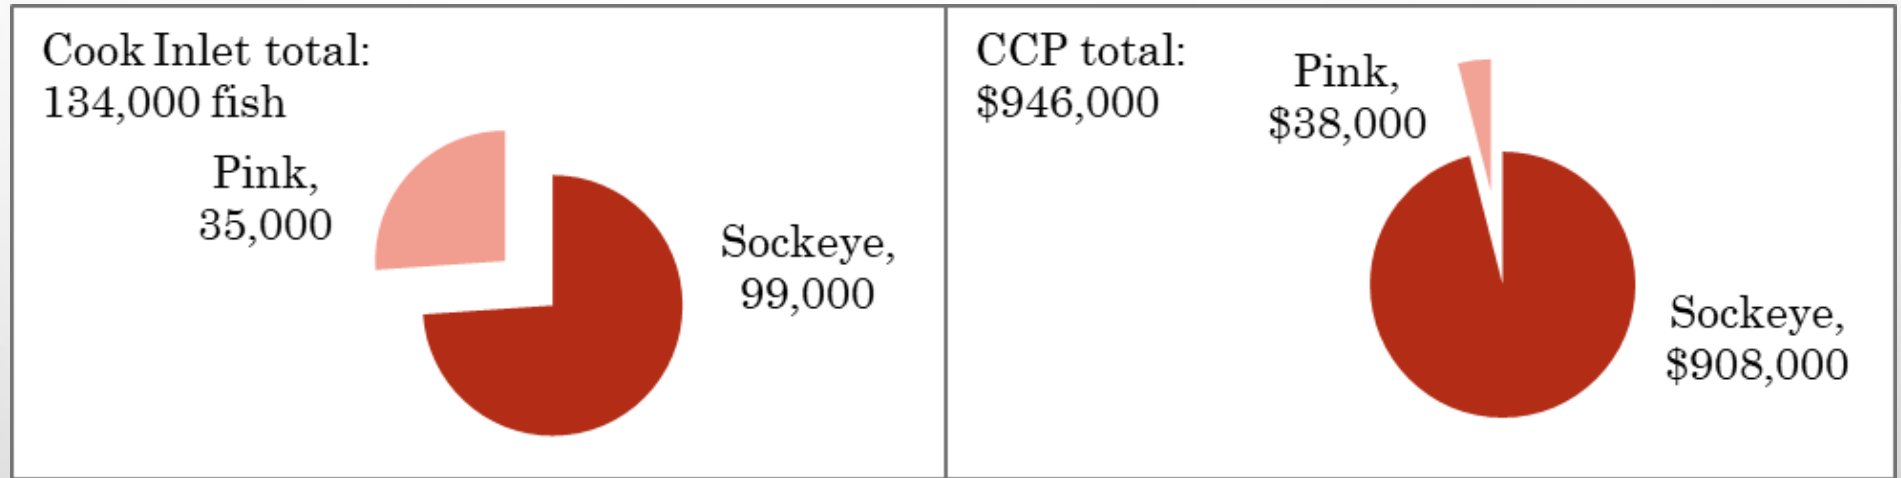 Cook Inlet total:
134,000 fish
Pink,
35,000
Sockeye,
99,000
CCP total:
$946,000
Pink,
$38,000
Sockeye,
$908,000